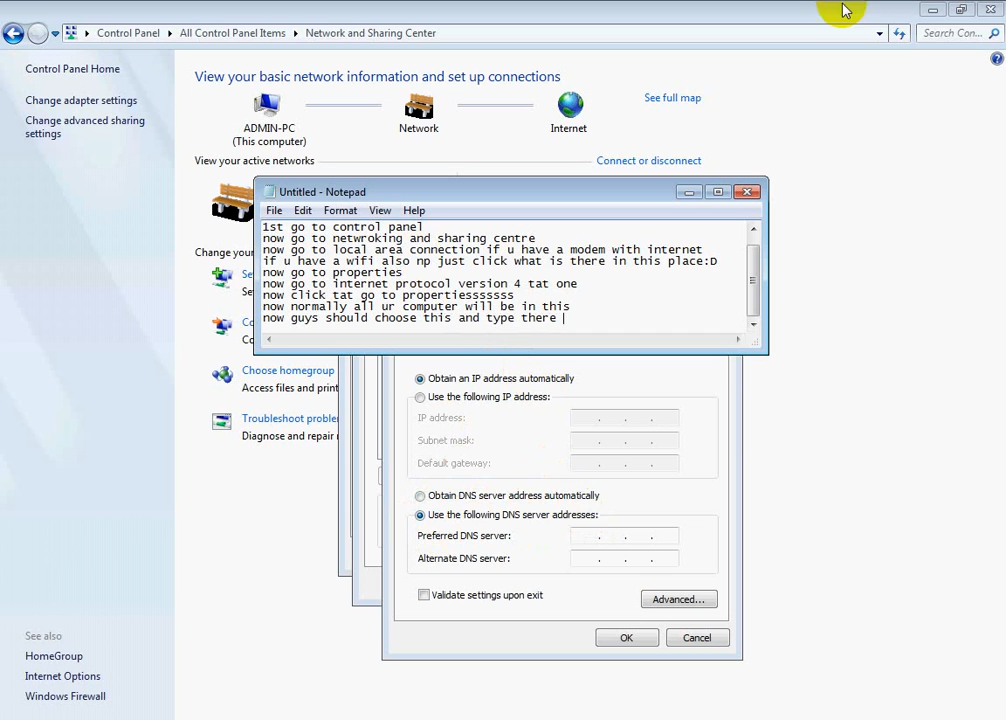 Control Panel
All Control Panel Items
Network and Sharing Center
Search Con...
Control Panel Home
Change adapter settings
Change advanced sharing
settings
View your basic network information and set up connections
See full map
ADMIN-PC
(This computer)
Network
Internet
View your active networks
Connect or disconnect
Untitled - Notepad
File Edit Format View Help
1st go to control panel
now go to netwroking and sharing centre
now go to local area connection if u have a modem with internet
if u have a wifi also np just click what is there in this place:D
now go to properties
now go to internet protocol version 4 tat one
now click tat go to propertiesssssss
now normally all ur computer will be in this
now guys should choose this and type there
Change your
Choose homegroup
Access files and print
Troubleshoot proble
Diagnose and repair
Obtain an IP address automatically
Use the following IP address:
IP address:
Subnet mask:
Default gateway:
Obtain DNS server address automatically
Use the following DNS server addresses:
Preferred DNS server:
Alternate DNS server:
Validate settings upon exit
Advanced...
OK
Cancel
See also
HomeGroup
Internet Options
Windows Firewall